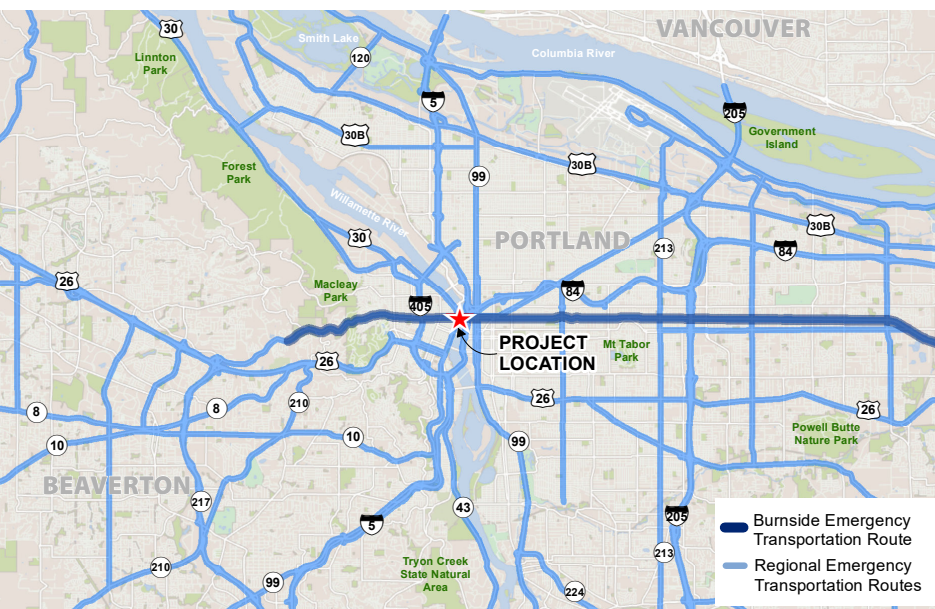 VANCOUVER
30
Smith Lake
Columbia River
Linnton
Park
120
5
205
30B
Government
Island
30B
Forest
Park
99
Willamette River
30B
30
PORTLAND
213
84
26
Macleay
Park
405
84
PROJECT
LOCATION
Mt Tabor
Park
26
8
8
210
26
26
10
10
99
Powell Butte
Nature Park
BEAVERTON
217
43
5
205
Burnside Emergency
Transportation Route
213
Regional Emergency
Transportation Routes
210
99
Tryon Creek
State Natural
Area
224